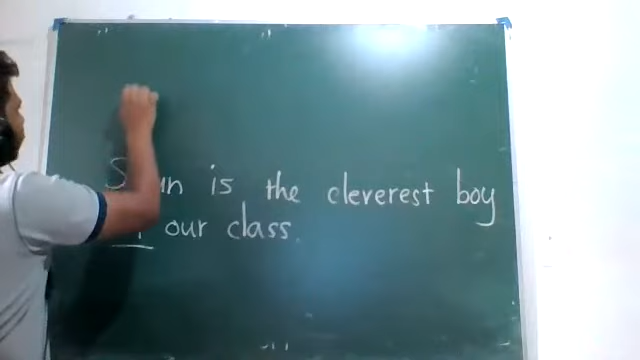 is the cleverest boy
our class.